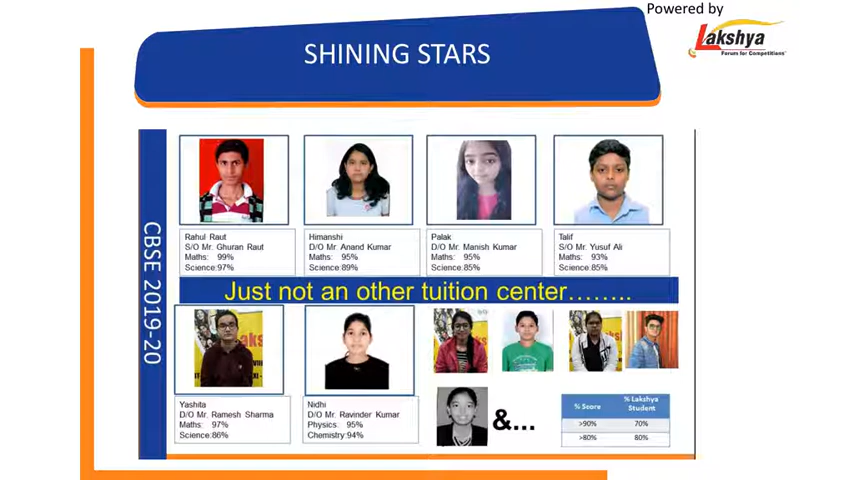 Powered by
Lakshya
Forum for Competitions
SHINING STARS
CBSE 2019-20
Rahul Raut
S/O Mr. Ghuran Raut
Maths: 99%
Science:97%
Himanshi
D/O Mr. Anand Kumar
Maths: 95%
Science:89%
Palak
D/O Mr. Manish Kumar
Maths: 95%
Science:85%
Talif
S/O Mr. Yusuf Ali
Maths: 93%
Science:85%
Just not an other tuition center........
Yashita
D/O Mr. Ramesh Sharma
Maths: 97%
Science:86%
Nidhi
D/O Mr. Ravinder Kumar
Physics: 95%
Chemistry:94%
&...
% Score % Lakshya Student
>90% 70%
>80% 80%